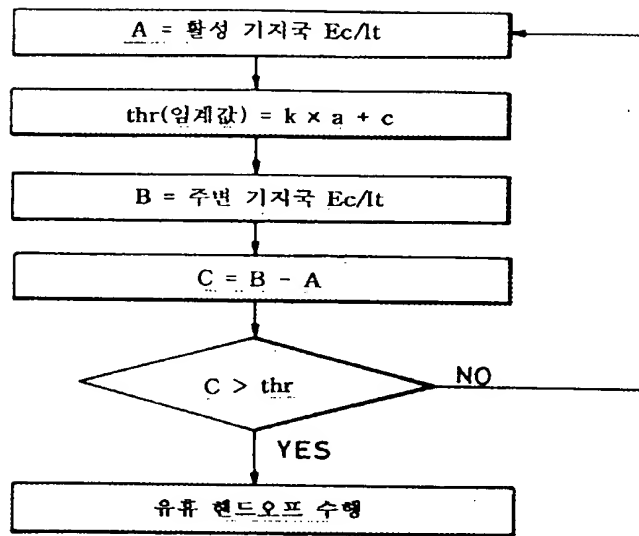 A = 활성 기지국 Ec/It
thr(임계값) = k × a + c
B = 주변 기지국 Ec/It
C = B - A
C > thr
NO
YES
유휴 핸드오프 수행